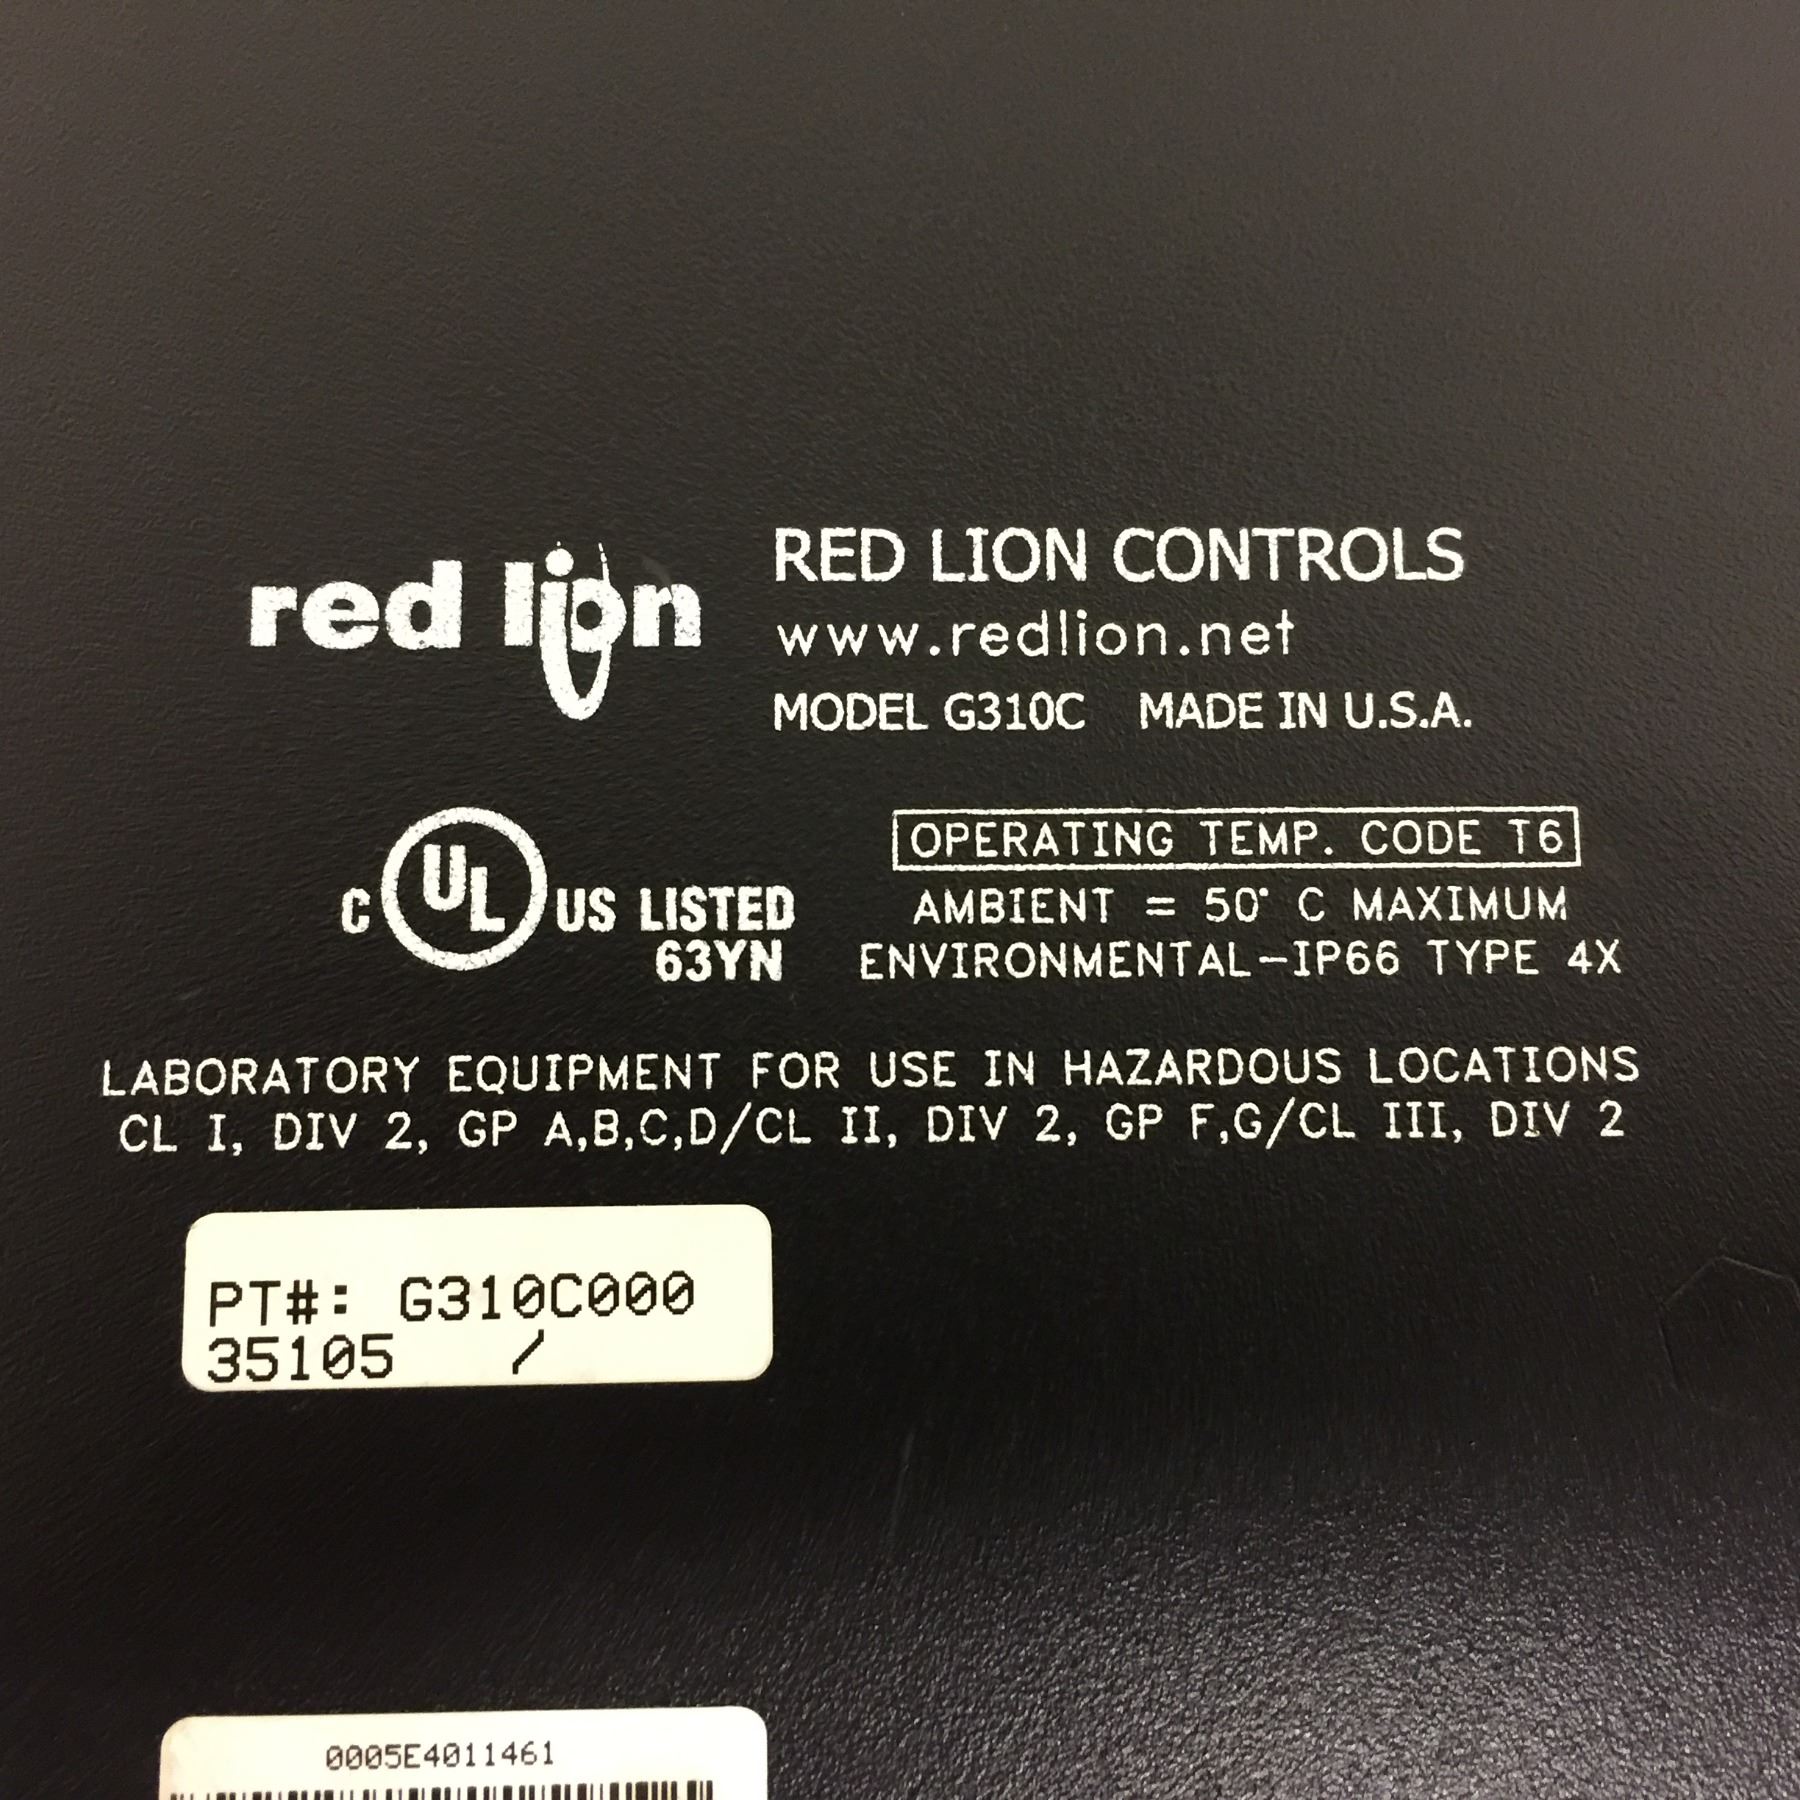 red lion
RED LION CONTROLS
www.redlion.net
MODEL G310C MADE IN U.S.A.
C UL US LISTED
63YN
OPERATING TEMP. CODE T6
AMBIENT = 50° C MAXIMUM
ENVIRONMENTAL-IP66 TYPE 4X
LABORATORY EQUIPMENT FOR USE IN HAZARDOUS LOCATIONS
CL I, DIV 2, GP A,B,C,D/CL II, DIV 2, GP F,G/CL III, DIV 2
PT#: G310C000
35105 /
0005E4011461